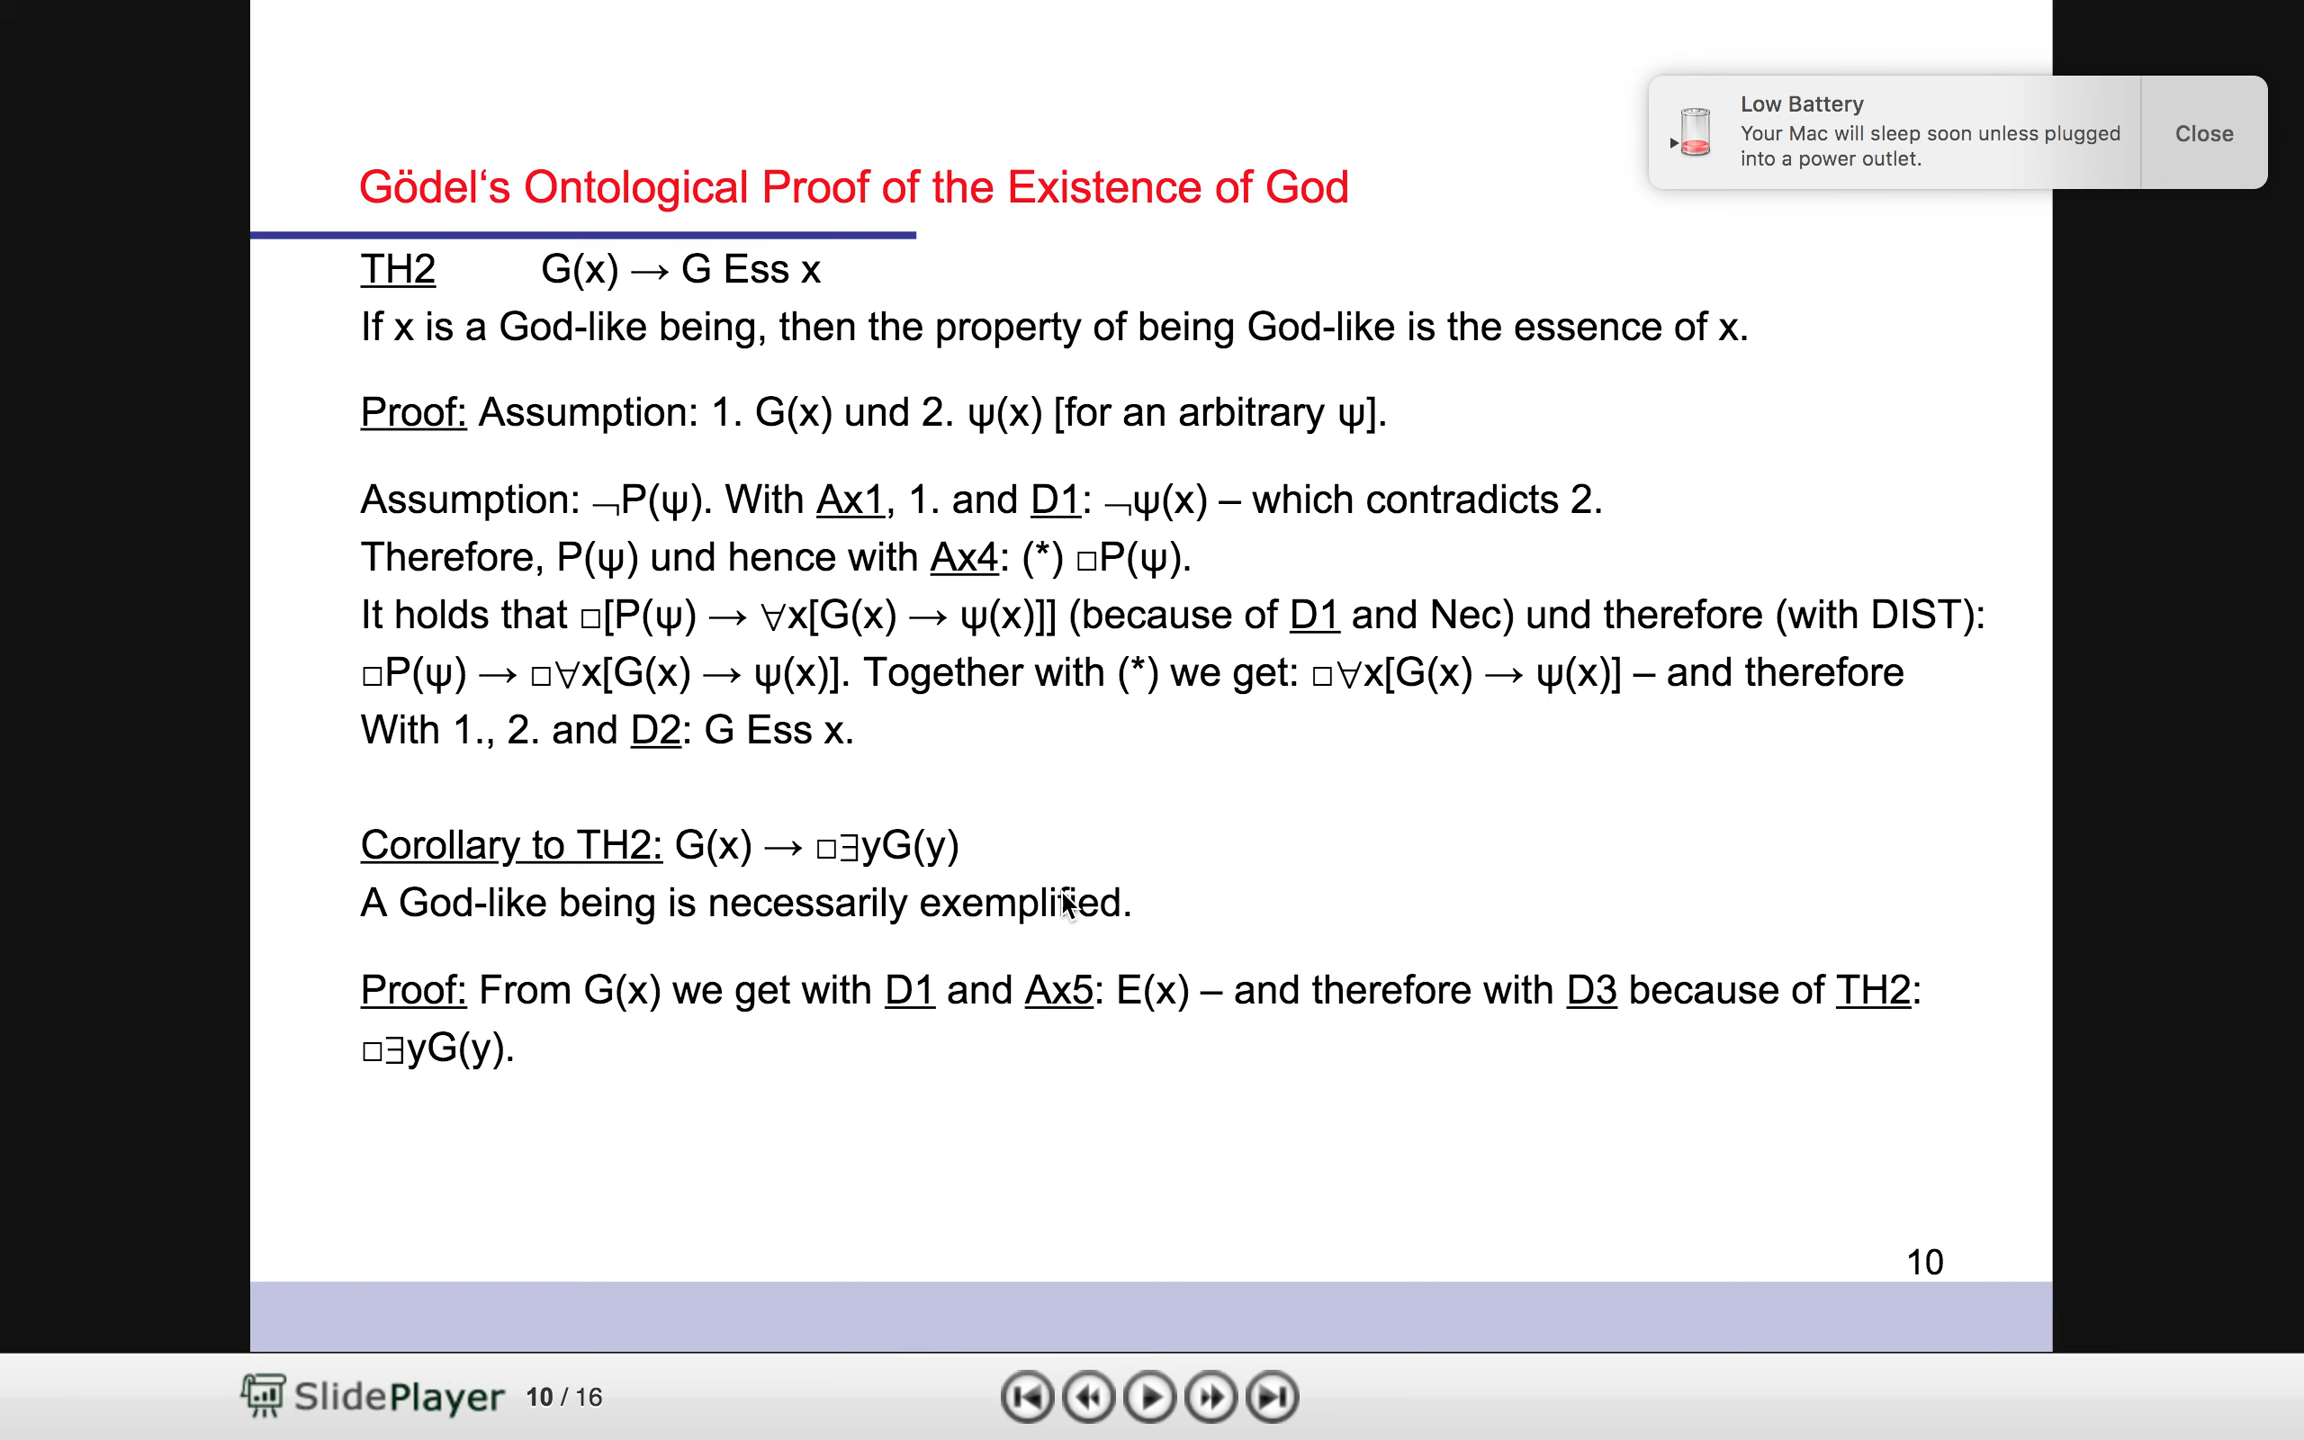 Low Battery
Your Mac will sleep soon unless plugged
into a power outlet.
Close
Gödel‘s Ontological Proof of the Existence of God
TH2 G(x) → G Ess x
If x is a God-like being, then the property of being God-like is the essence of x.
Proof: Assumption: 1. G(x) und 2. ψ(x) [for an arbitrary ψ].
Assumption: ¬P(ψ). With Ax1, 1. and D1: ¬ψ(x) – which contradicts 2.
Therefore, P(ψ) und hence with Ax4: (*) □P(ψ).
It holds that □[P(ψ) → ∀x[G(x) → ψ(x)]] (because of D1 and Nec) und therefore (with DIST):
□P(ψ) → □∀x[G(x) → ψ(x)]. Together with (*) we get: □∀x[G(x) → ψ(x)] – and therefore
With 1., 2. and D2: G Ess x.
Corollary to TH2: G(x) → □∃yG(y)
A God-like being is necessarily exemplified.
Proof: From G(x) we get with D1 and Ax5: E(x) – and therefore with D3 because of TH2:
□∃yG(y).
10
SlidePlayer 10 / 16